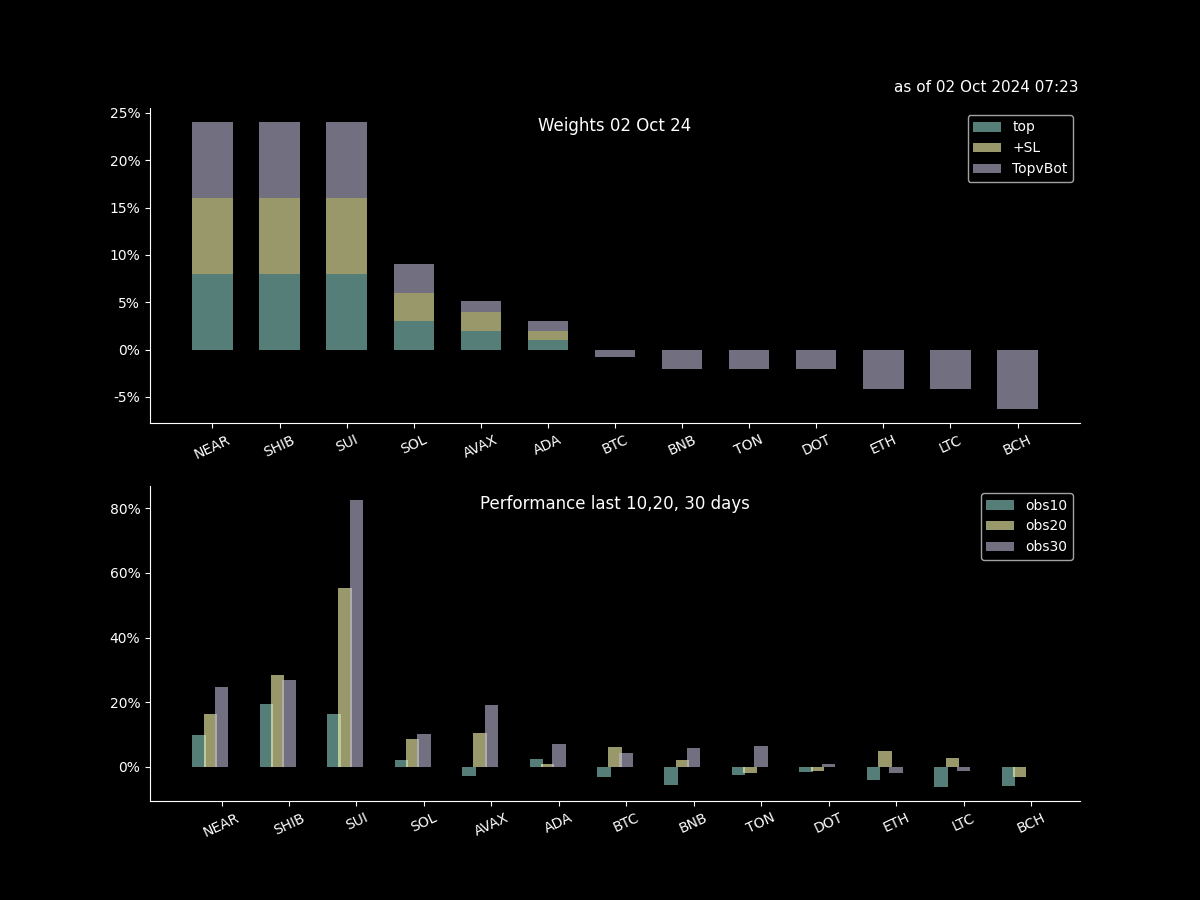 as of 02 Oct 2024 07:23
Weights 02 Oct 24
top
+SL
TopvBot
25%
20%
15%
10%
5%
0%
-5%
NEAR SHIB SUI SOL AVAX ADA BTC BNB TON DOT ETH LTC BCH
Performance last 10,20, 30 days
obs10
obs20
obs30
80%
60%
40%
20%
0%
NEAR SHIB SUI SOL AVAX ADA BTC BNB TON DOT ETH LTC BCH